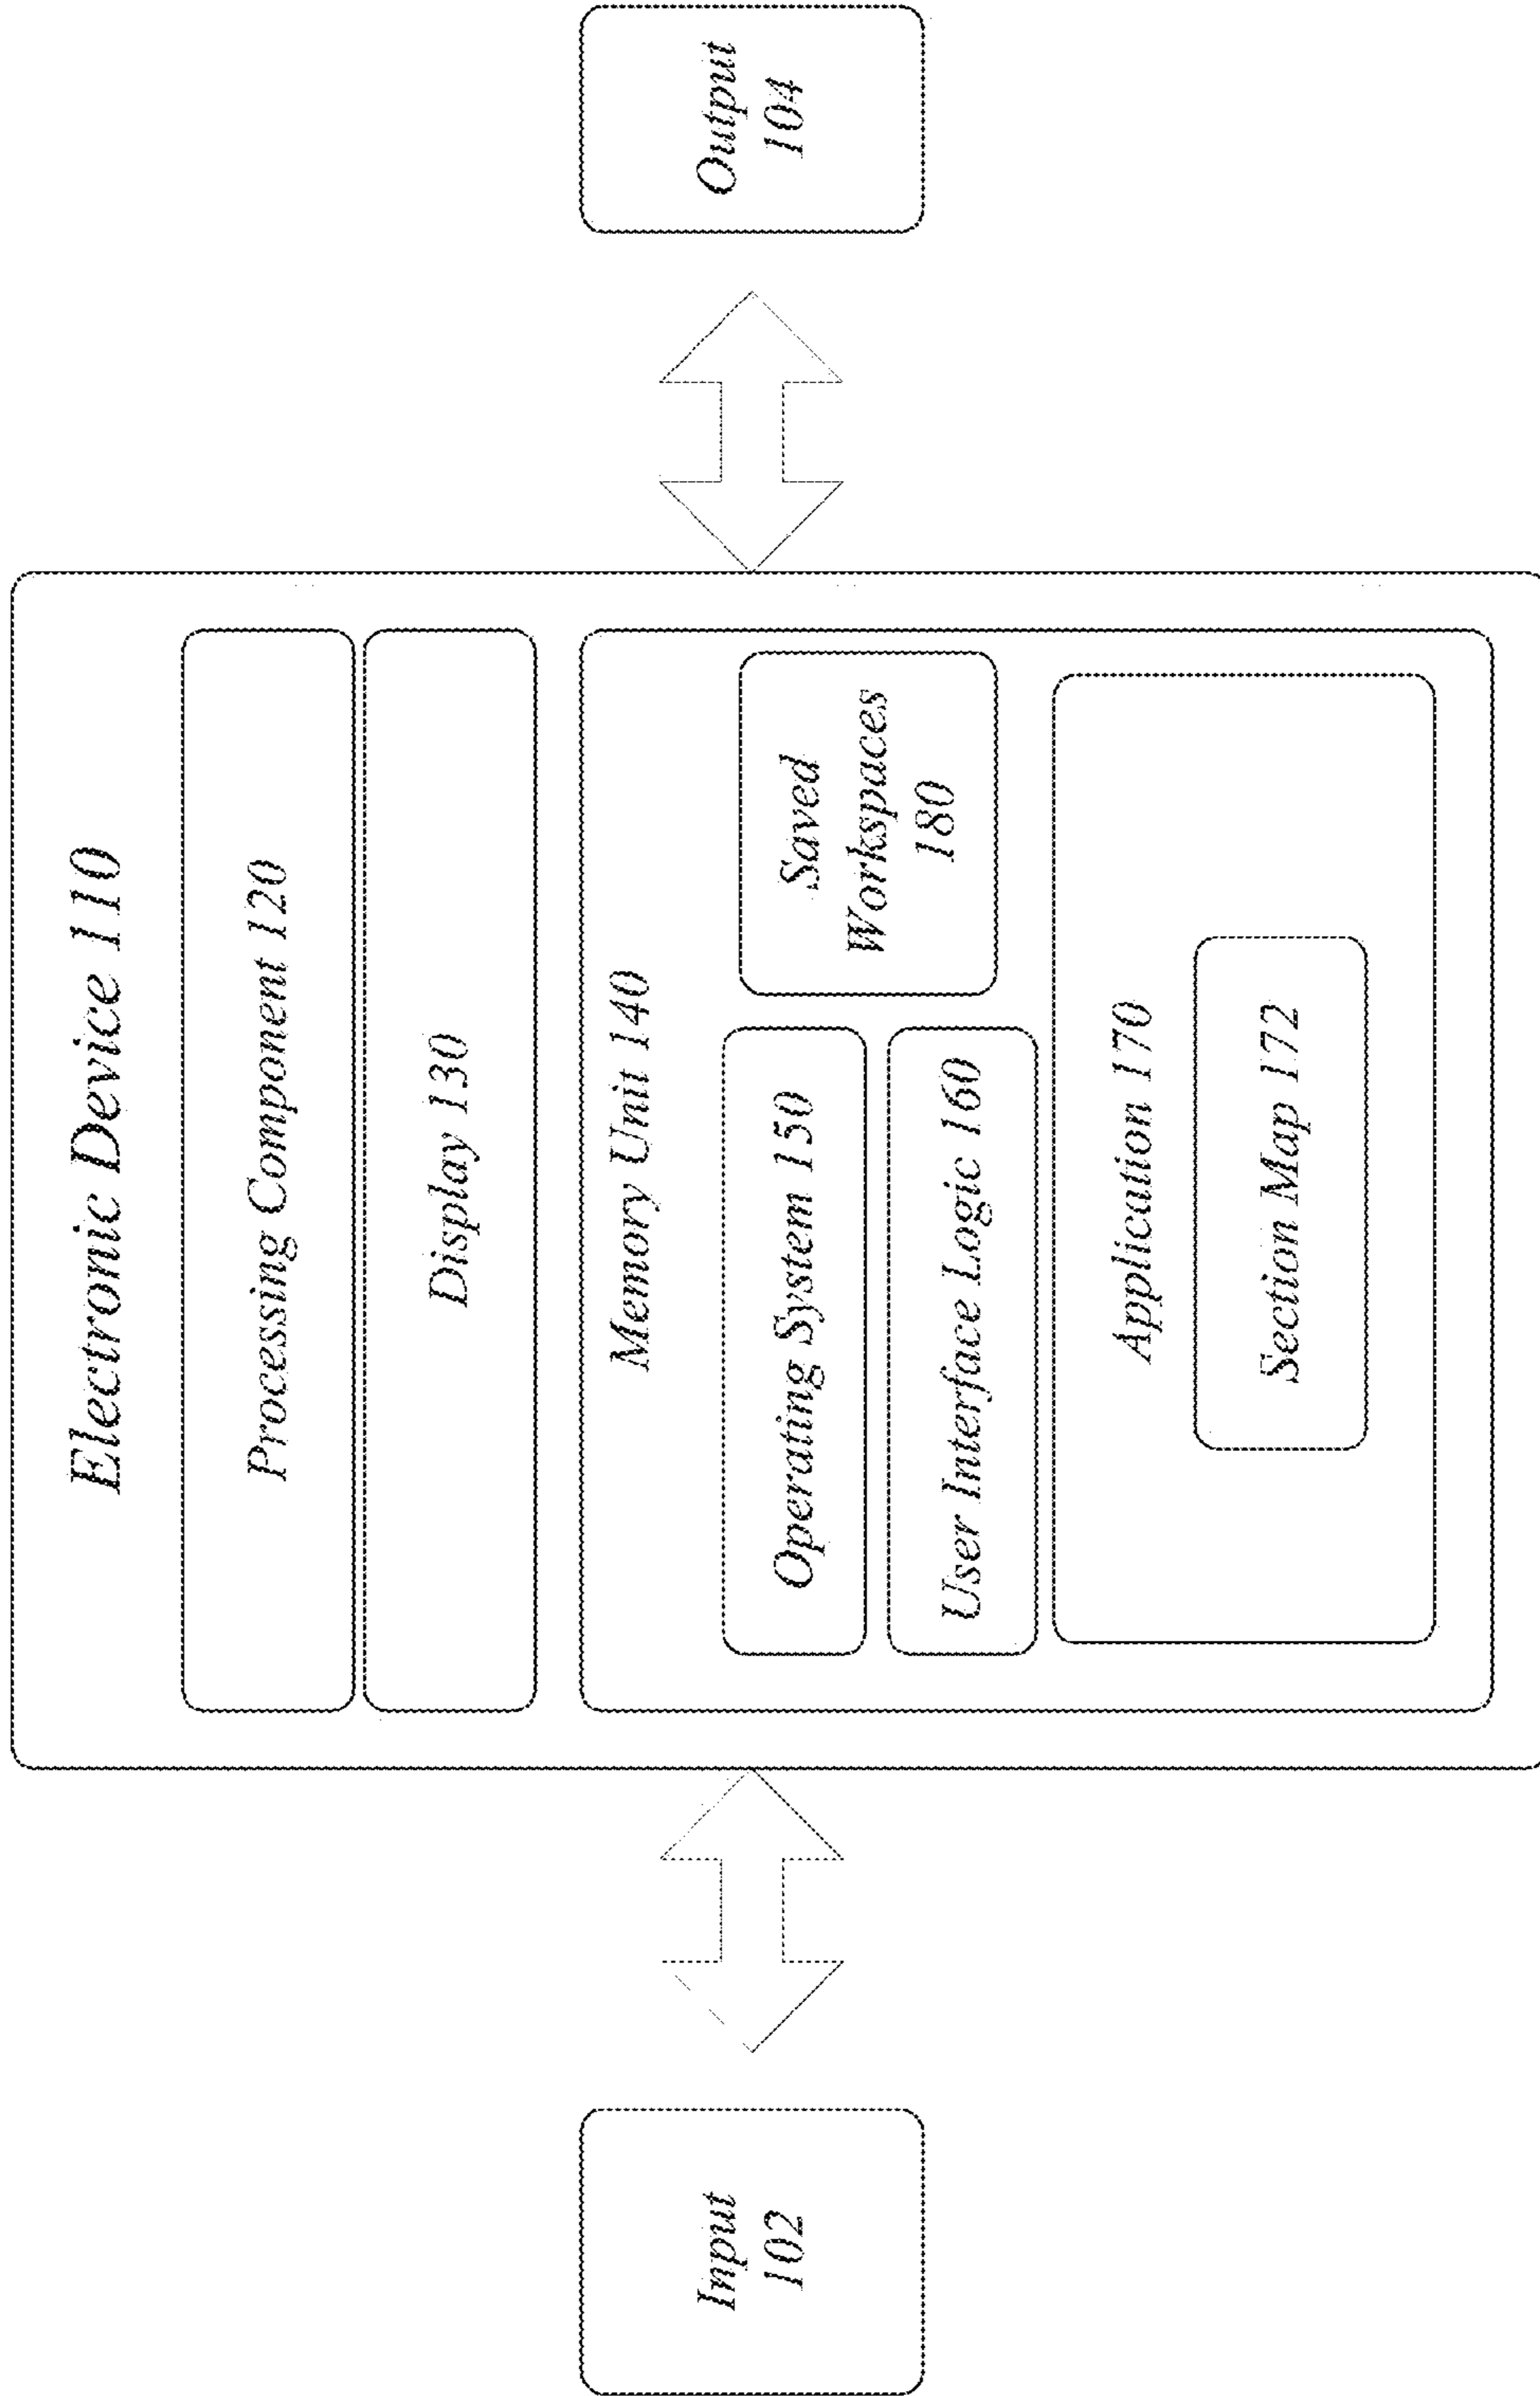 Electronic Device 110
Processing Component 120
Display 130
Memory Unit 140
Operating System 150
User Interface Logic 160
Saved
Workspaces
180
Application 170
Section Map 172
Input
102
Output
104